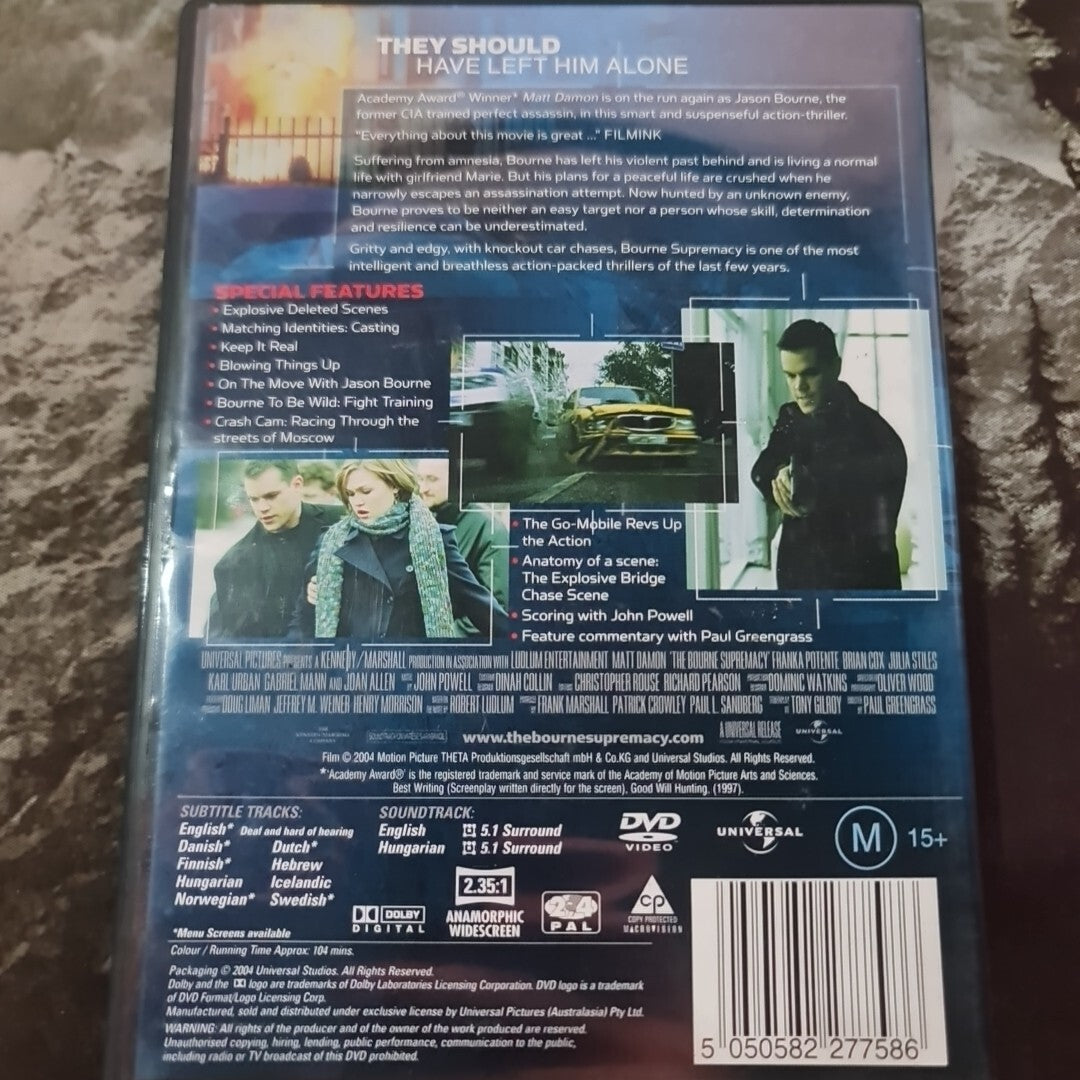 THEY SHOULD
HAVE LEFT HIM ALONE
Academy Award® Winner* Matt Damon is on the run again as Jason Bourne, the
former CIA trained perfect assassin, in this smart and suspenseful action-thriller.
"Everything about this movie is great ..." FILMINK
Suffering from amnesia, Bourne has left his violent past behind and is living a normal
life with girlfriend Marie. But his plans for a peaceful life are crushed when he
narrowly escapes an assassination attempt. Now hunted by an unknown enemy,
Bourne proves to be neither an easy target nor a person whose skill, determination
and resilience can be underestimated.
Gritty and edgy, with knockout car chases, Bourne Supremacy is one of the most
intelligent and breathless action-packed thrillers of the last few years.
SPECIAL FEATURES
• Explosive Deleted Scenes
• Matching Identities: Casting
• Keep It Real
• Blowing Things Up
• On The Move With Jason Bourne
• Bourne To Be Wild: Fight Training
• Crash Cam: Racing Through the
streets of Moscow
• The Go-Mobile Revs Up
the Action
• Anatomy of a scene:
The Explosive Bridge
Chase Scene
• Scoring with John Powell
• Feature commentary with Paul Greengrass
UNIVERSAL PICTURES PRESENTS A KENNEDY/MARSHALL PRODUCTION IN ASSOCIATION WITH LUDLUM ENTERTAINMENT MATT DAMON 'THE BOURNE SUPREMACY' FRANKA POTENTE BRIAN COX JULIA STILES
KARL URBAN GABRIEL MANN AND JOAN ALLEN JOHN POWELL DINAH COLLIN CHRISTOPHER ROUSE RICHARD PEARSON DOMINIC WATKINS OLIVER WOOD
DOUG LIMAN JEFFREY M. WEINER HENRY MORRISON ROBERT LUDLUM FRANK MARSHALL PATRICK CROWLEY PAUL L. SANDBERG TONY GILROY PAUL GREENGRASS
www.thebournesupremacy.com
A UNIVERSAL RELEASE
UNIVERSAL
Film © 2004 Motion Picture THETA Produktionsgesellschaft mbH & Co.KG and Universal Studios. All Rights Reserved.
*'Academy Award®' is the registered trademark and service mark of the Academy of Motion Picture Arts and Sciences.
Best Writing (Screenplay written directly for the screen), Good Will Hunting, (1997).
SUBTITLE TRACKS:
English* Deaf and hard of hearing
Danish* Dutch*
Finnish* Hebrew
Hungarian Icelandic
Norwegian* Swedish*
*Menu Screens available
SOUNDTRACK:
English 5.1 Surround
Hungarian 5.1 Surround
DOLBY
DIGITAL
2.35:1
ANAMORPHIC
WIDESCREEN
DVD
VIDEO
UNIVERSAL
M 15+
2 4
PAL
CP
COPY PROTECTED
MACROVISION
Colour / Running Time Approx: 104 mins.
Packaging © 2004 Universal Studios. All Rights Reserved.
Dolby and the logo are trademarks of Dolby Laboratories Licensing Corporation. DVD logo is a trademark
of DVD Format/Logo Licensing Corp.
Manufactured, sold and distributed under exclusive license by Universal Pictures (Australasia) Pty Ltd.
WARNING: All rights of the producer and of the owner of the work produced are reserved.
Unauthorised copying, hiring, lending, public performance, communication to the public,
including radio or TV broadcast of this DVD prohibited.
5 050582 277586